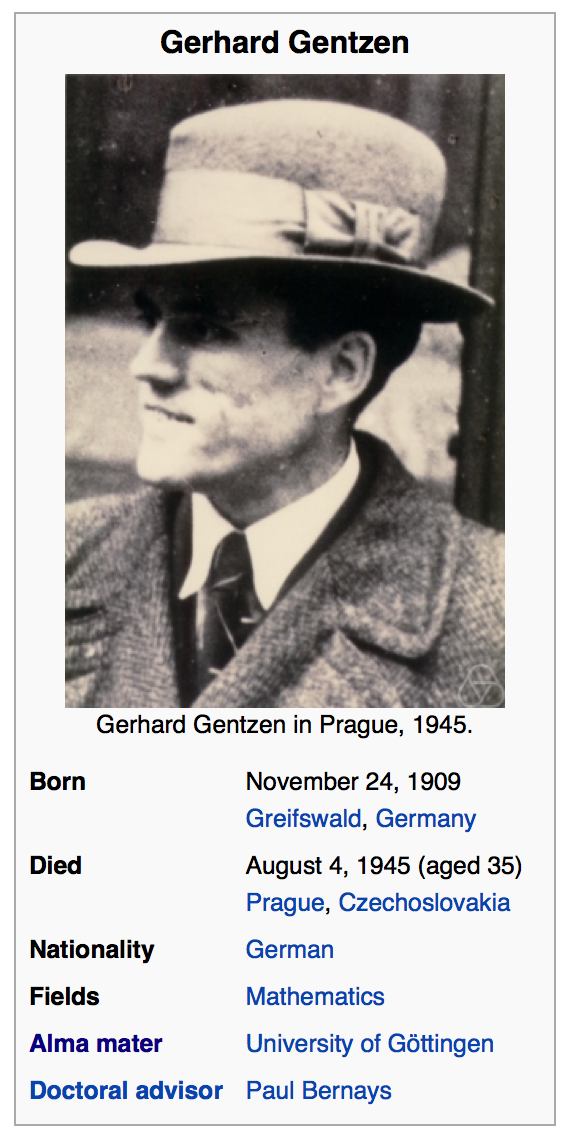 Gerhard Gentzen
Gerhard Gentzen in Prague, 1945.
Born November 24, 1909
Greifswald, Germany
Died August 4, 1945 (aged 35)
Prague, Czechoslovakia
Nationality German
Fields Mathematics
Alma mater University of Göttingen
Doctoral advisor Paul Bernays